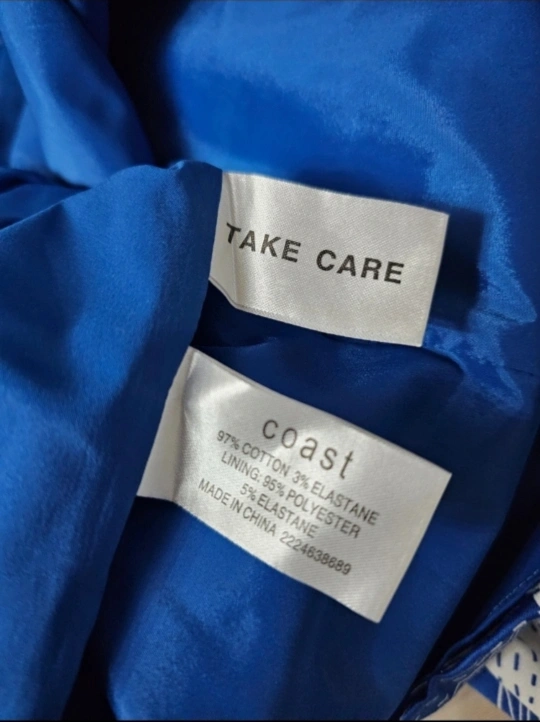 TAKE CARE
coast
97% COTTON 3% ELASTANE
LINING: 95% POLYESTER
5% ELASTANE
MADE IN CHINA 2224638689